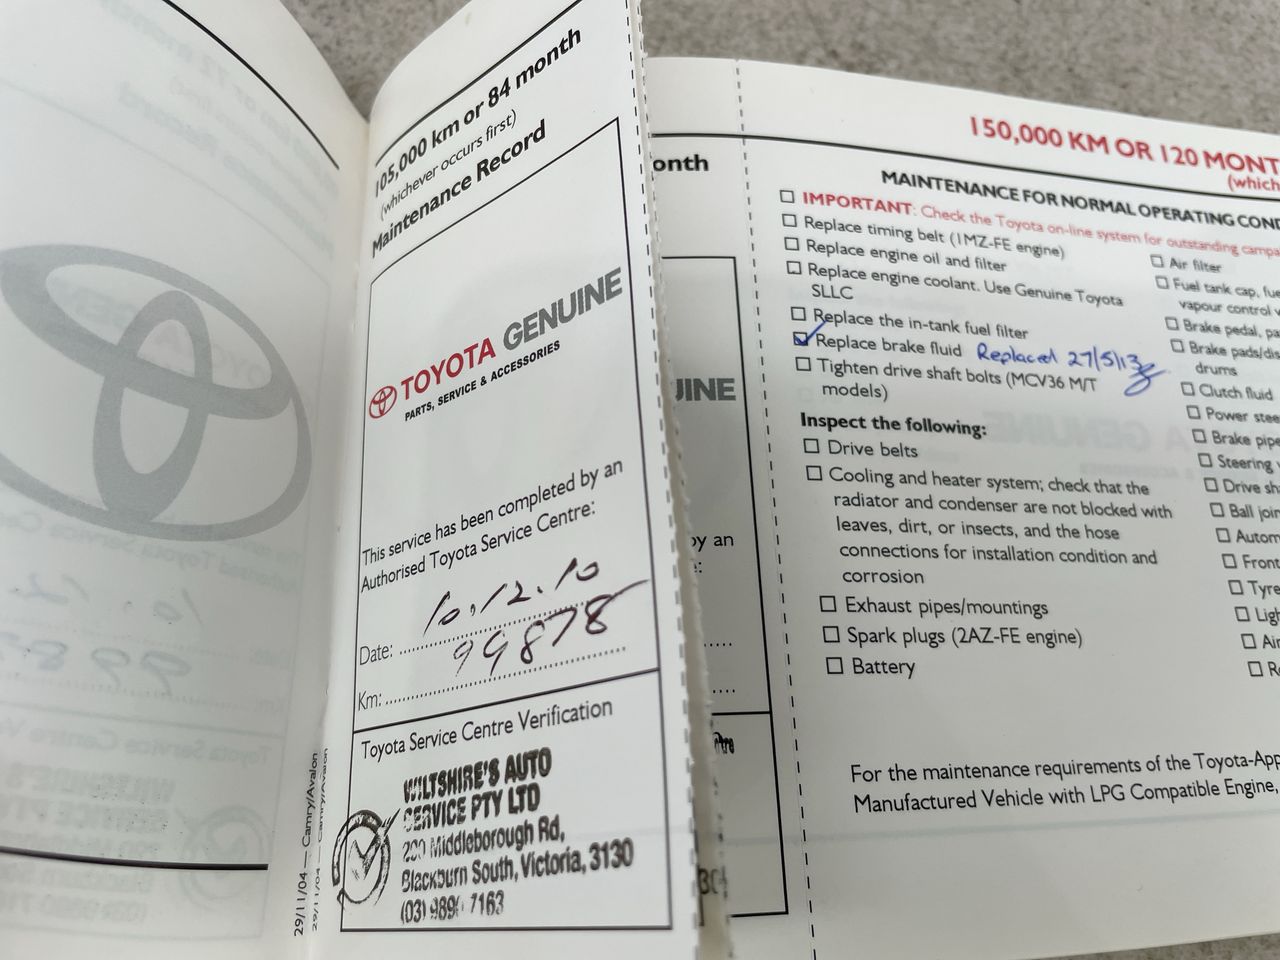 105,000 km or 84 month
(whichever occurs first)
Maintenance Record
TOYOTA GENUINE
PARTS, SERVICE & ACCESSORIES
This service has been completed by an
Authorised Toyota Service Centre:
Date: 10.12.10
Km: 99878
Toyota Service Centre Verification
WILTSHIRE'S AUTO
SERVICE PTY LTD
Middleborough Rd,
Blackburn South, Victoria, 3130
(03) 7163
29/11/04 — Camry/Avalon
29/11/04 — Camry/Avalon
onth
UINE
by an
150,000 KM OR 120 MONT
(which
MAINTENANCE FOR NORMAL OPERATING COND
IMPORTANT: Check the Toyota on-line system for outstanding campa
Replace timing belt (1MZ-FE engine)
Replace engine oil and filter
Replace engine coolant. Use Genuine Toyota
SLLC
Replace the in-tank fuel filter
Replace brake fluid Replaced 27/5/13
Tighten drive shaft bolts (MCV36 M/T
models)
Inspect the following:
Drive belts
Cooling and heater system; check that the
radiator and condenser are not blocked with
leaves, dirt, or insects, and the hose
connections for installation condition and
corrosion
Exhaust pipes/mountings
Spark plugs (2AZ-FE engine)
Battery
Air filter
Fuel tank cap, fue
vapour control v
Brake pedal, pa
Brake pads/dis
drums
Clutch fluid
Power stee
Brake pipe
Steering
Drive sh
Ball join
Autom
Front
Tyre
Ligh
Air
Re
For the maintenance requirements of the Toyota-App
Manufactured Vehicle with LPG Compatible Engine,